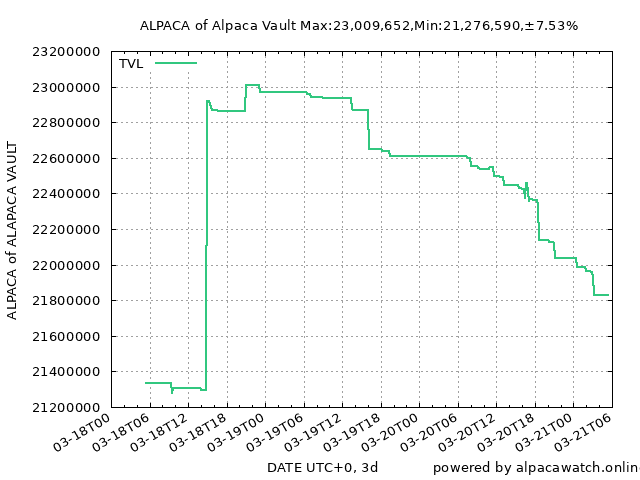 ALPACA of Alpaca Vault Max:23,009,652,Min:21,276,590,±7.53%
TVL
23200000
23000000
22800000
22600000
22400000
22200000
22000000
21800000
21600000
21400000
21200000
ALPACA of ALAPACA VAULT
03-18T00
03-18T06
03-18T12
03-18T18
03-19T00
03-19T06
03-19T12
03-19T18
03-20T00
03-20T06
03-20T12
03-20T18
03-21T00
03-21T06
DATE UTC+0, 3d
powered by alpacawatch.onlin